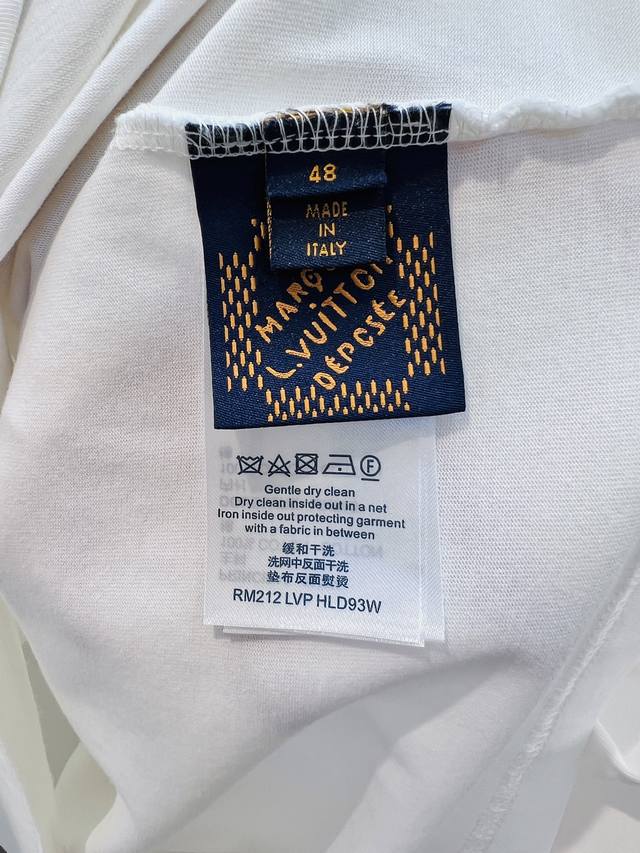 48
MADE
IN
ITALY
L.VUITTON
DÉPOSÉE
F
Gentle dry clean
Dry clean inside out in a net
Iron inside out protecting garment
with a fabric in between
缓和干洗
洗网中反面干洗
垫布反面熨烫
RM212 LVP HLD93W